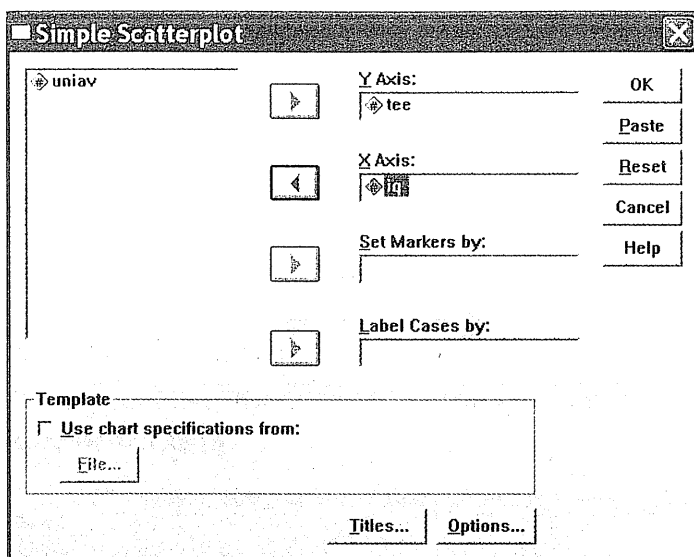 Simple Scatterplot
uniav
Y Axis:
tee
OK
Paste
X Axis:
iq
Reset
Cancel
Set Markers by:
Help
Label Cases by:
Template
Use chart specifications from:
File...
Titles...
Options...